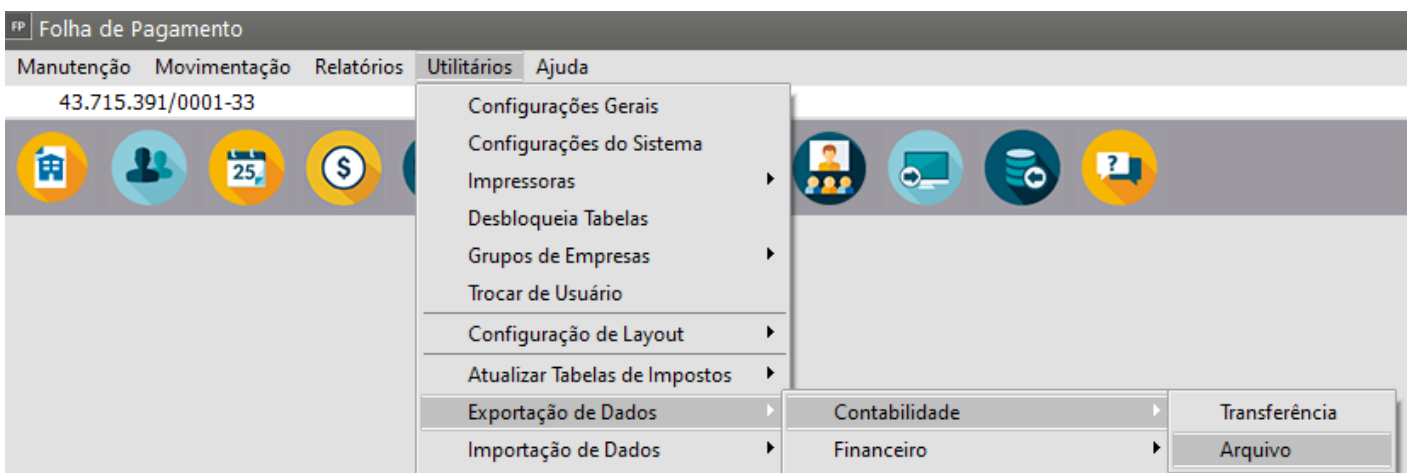 FP Folha de Pagamento
Manutenção Movimentação Relatórios Utilitários Ajuda
43.715.391/0001-33
Configurações Gerais
Configurações do Sistema
25
$
?
Impressoras
Desbloqueia Tabelas
Grupos de Empresas
Trocar de Usuário
Configuração de Layout
Atualizar Tabelas de Impostos
Exportação de Dados Contabilidade Transferência
Importação de Dados Financeiro Arquivo